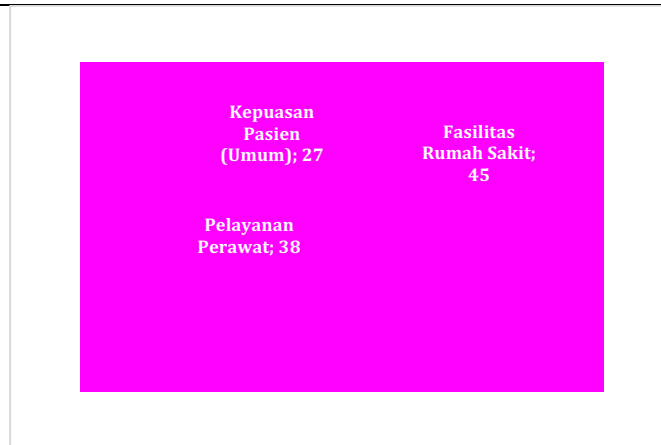 Kepuasan
Pasien
(Umum); 27
Fasilitas
Rumah Sakit;
45
Pelayanan
Perawat; 38